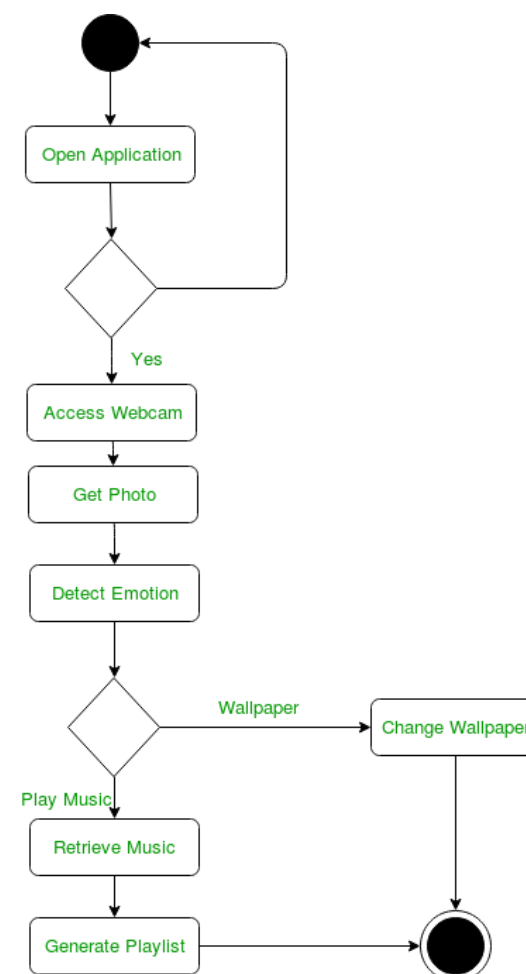 Open Application
Yes
Access Webcam
Get Photo
Detect Emotion
Wallpaper
Change Wallpaper
Play Music
Retrieve Music
Generate Playlist